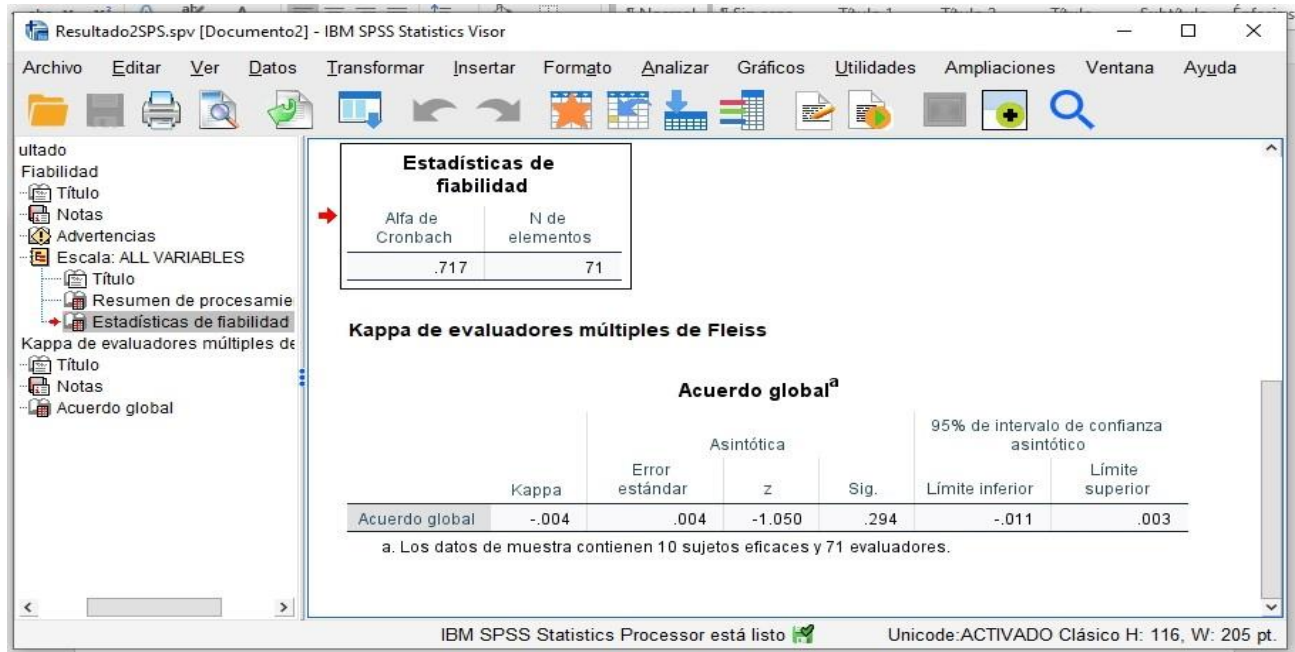 Resultado2SPS.spv [Documento2] - IBM SPSS Statistics Visor
Archivo Editar Ver Datos Transformar Insertar Formato Analizar Gráficos Utilidades Ampliaciones Ventana Ayuda
ultado
Fiabilidad
Título
Notas
Advertencias
Escala: ALL VARIABLES
Título
Resumen de procesamie
Estadísticas de fiabilidad
Kappa de evaluadores múltiples de
Título
Notas
Acuerdo global
Estadísticas de
fiabilidad
Alfa de N de
Cronbach elementos
.717 71
Kappa de evaluadores múltiples de Fleiss
Acuerdo globalᵃ
95% de intervalo de confianza
Asintótica asintótico
Error Límite
Kappa estándar z Sig. Límite inferior superior
Acuerdo global -.004 .004 -1.050 .294 -.011 .003
a. Los datos de muestra contienen 10 sujetos eficaces y 71 evaluadores.
IBM SPSS Statistics Processor está listo Unicode:ACTIVADO Clásico H: 116, W: 205 pt.